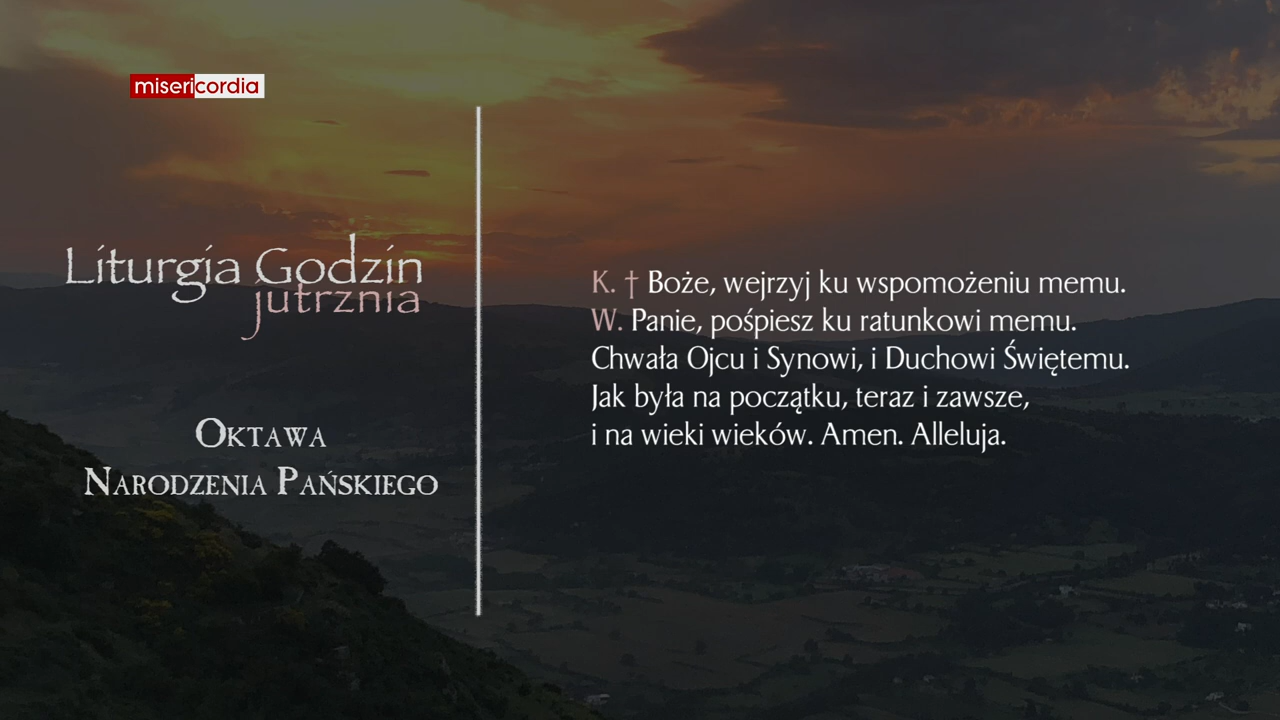 misericordia
Liturgia Godzin
jutrznia
Oktawa
Narodzenia Pańskiego
K. † Boże, wejrzyj ku wspomożeniu memu.
W. Panie, pośpiesz ku ratunkowi memu.
Chwała Ojcu i Synowi, i Duchowi Świętemu.
Jak była na początku, teraz i zawsze,
i na wieki wieków. Amen. Alleluja.